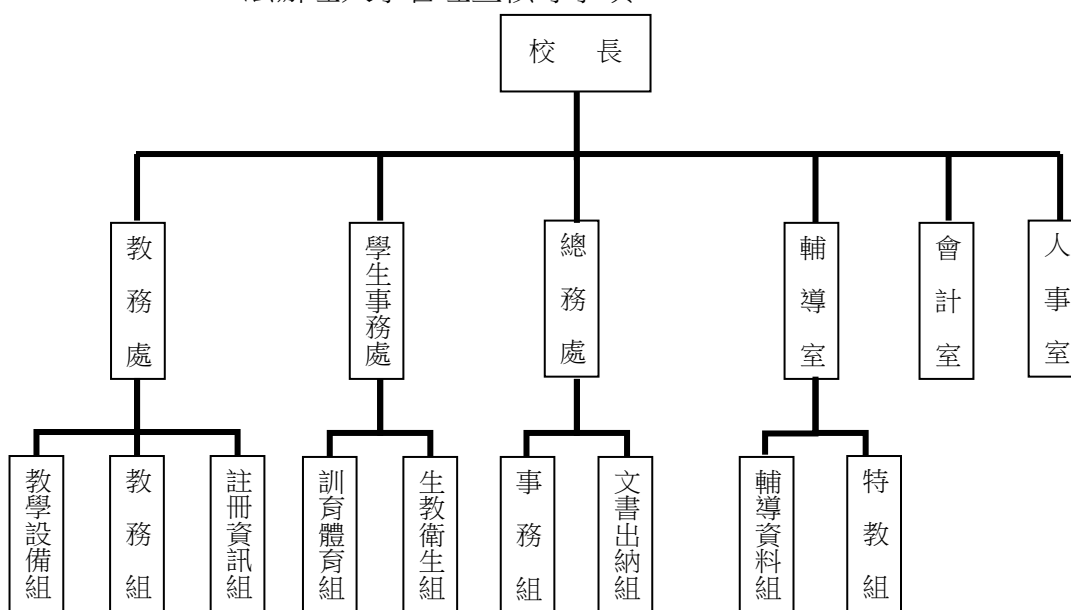 校長
教務處
學生事務處
總務處
輔導室
會計室
人事室
教學設備組
教務組
註冊資訊組
訓育體育組
生教衛生組
事務組
文書出納組
輔導資料組
特教組